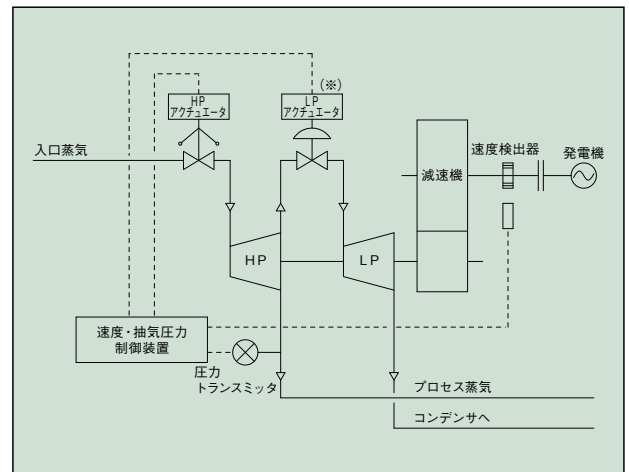 (※)
HP
アクチュエータ
LP
アクチュエータ
入口蒸気
減速機
速度検出器
発電機
HP
LP
速度・抽気圧力
制御装置
圧力
トランスミッタ
プロセス蒸気
コンデンサへ